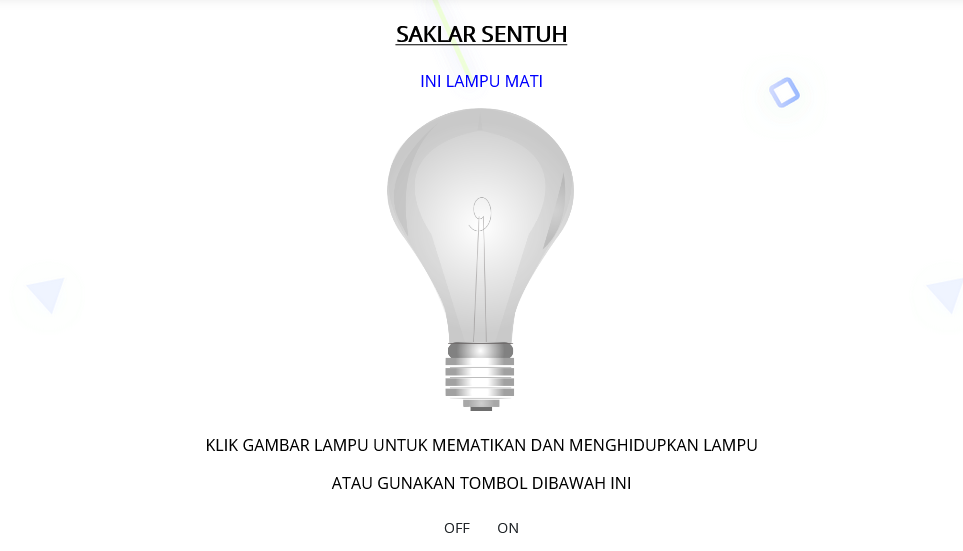 SAKLAR SENTUH
INI LAMPU MATI
KLIK GAMBAR LAMPU UNTUK MEMATIKAN DAN MENGHIDUPKAN LAMPU
ATAU GUNAKAN TOMBOL DIBAWAH INI
OFF ON